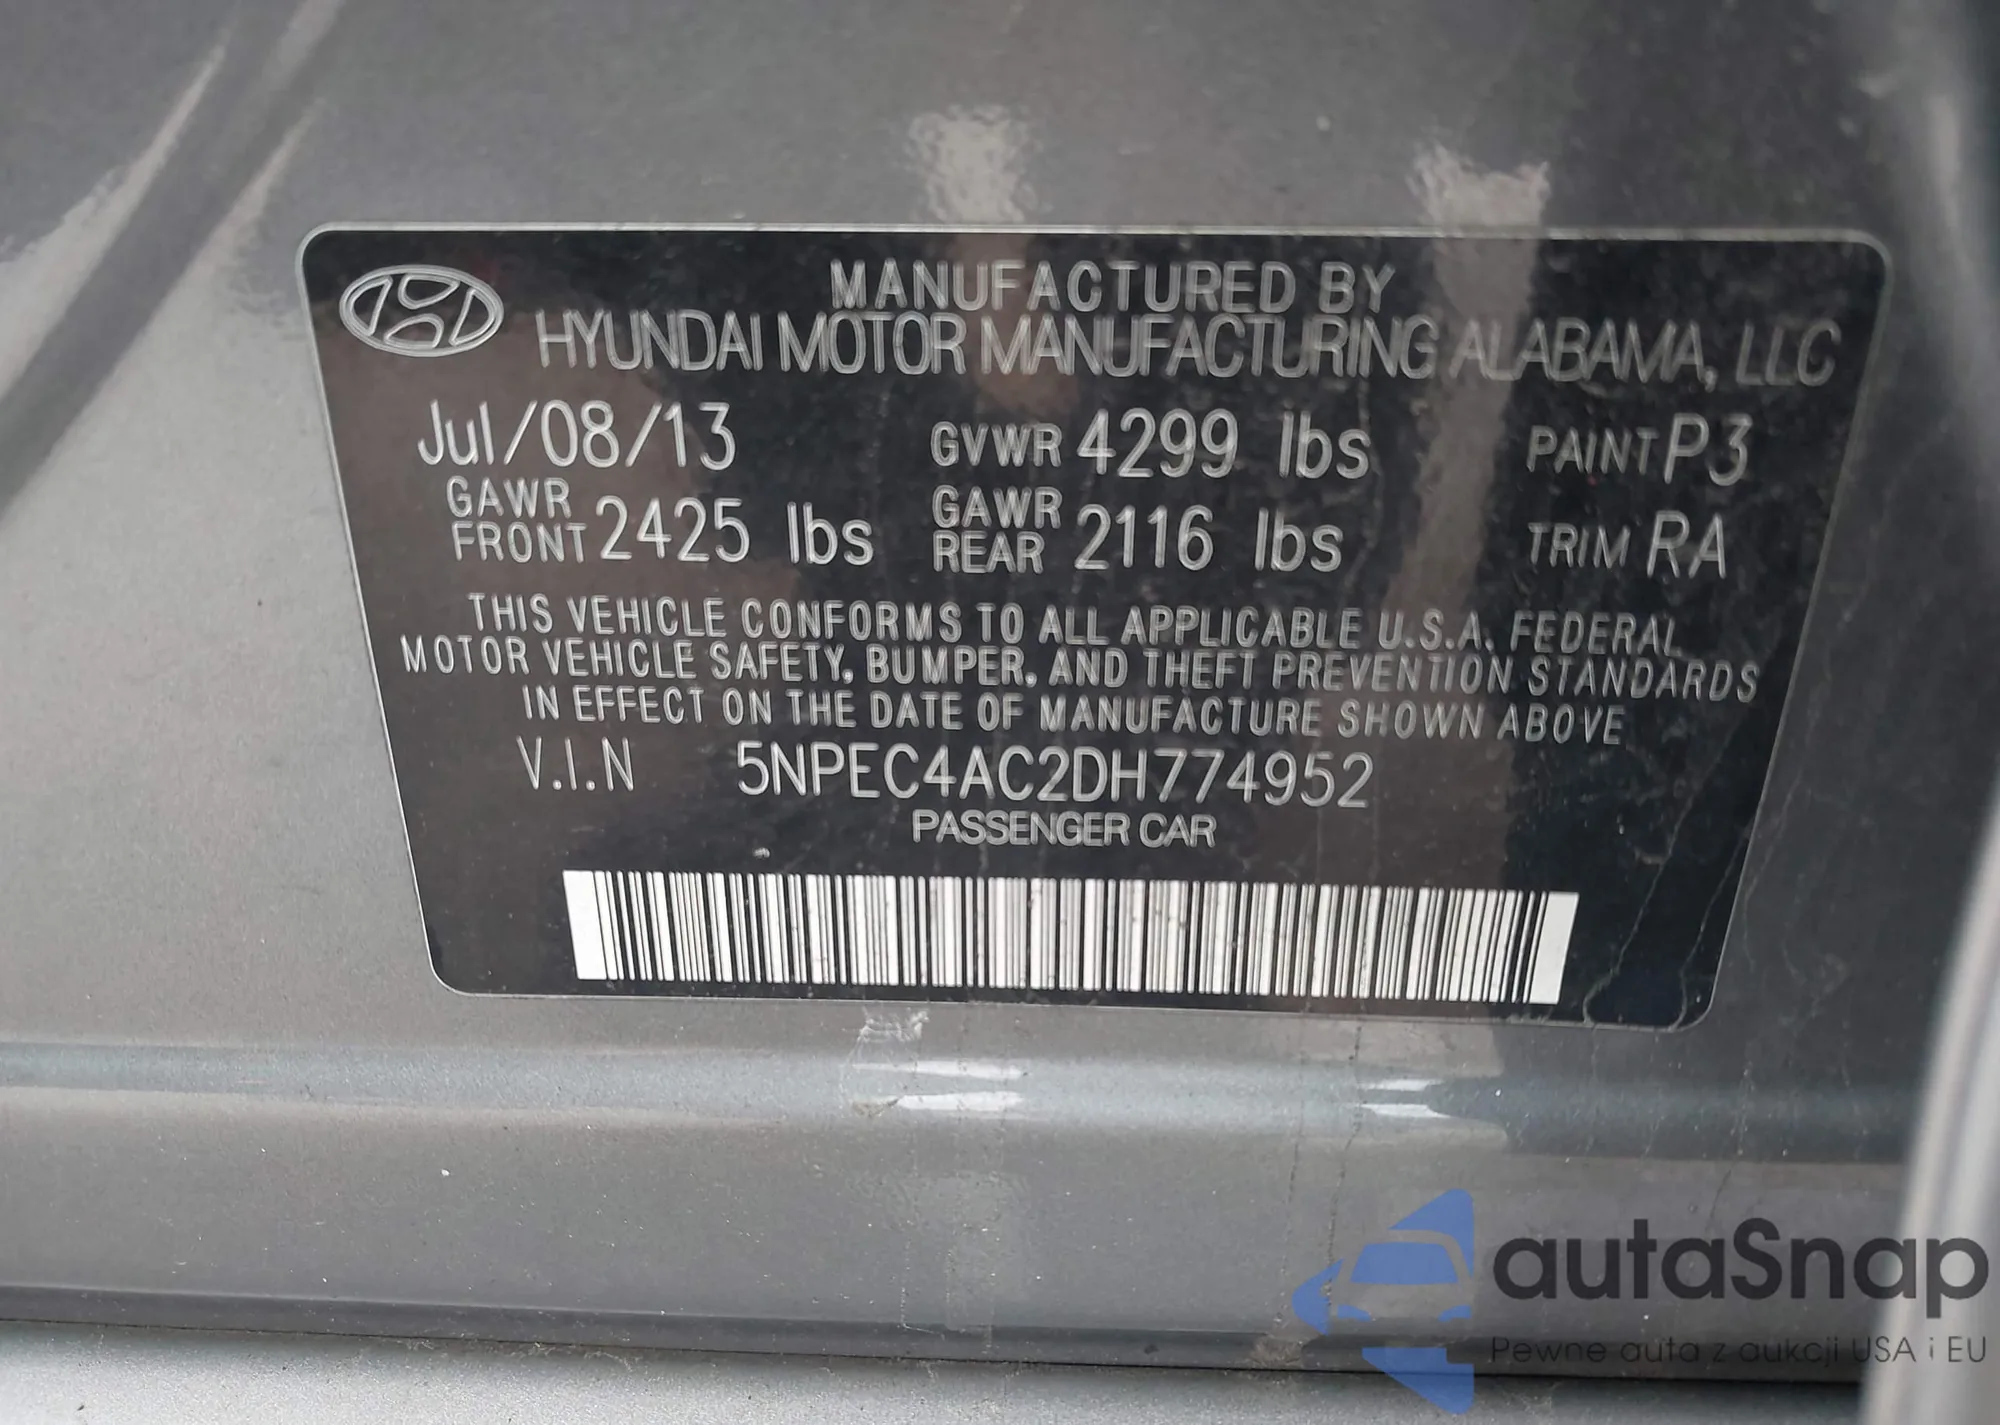 MANUFACTURED BY
HYUNDAI MOTOR MANUFACTURING ALABAMA, LLC
Jul/08/13 GVWR 4299 lbs PAINT P3
GAWR FRONT 2425 lbs GAWR REAR 2116 lbs TRIM RA
THIS VEHICLE CONFORMS TO ALL APPLICABLE U.S.A. FEDERAL
MOTOR VEHICLE SAFETY, BUMPER, AND THEFT PREVENTION STANDARDS
IN EFFECT ON THE DATE OF MANUFACTURE SHOWN ABOVE
V.I.N 5NPEC4AC2DH774952
PASSENGER CAR
autaSnap
Pewne auta z aukcji USA i EU